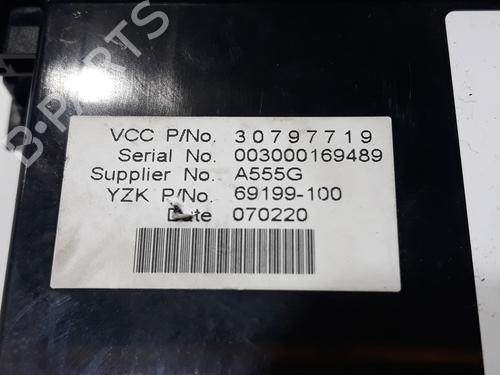 B-PARTS
VCC P/No. 30797719
Serial No. 003000169489
Supplier No. A555G
YZK P/No. 69199-100
Date 070220